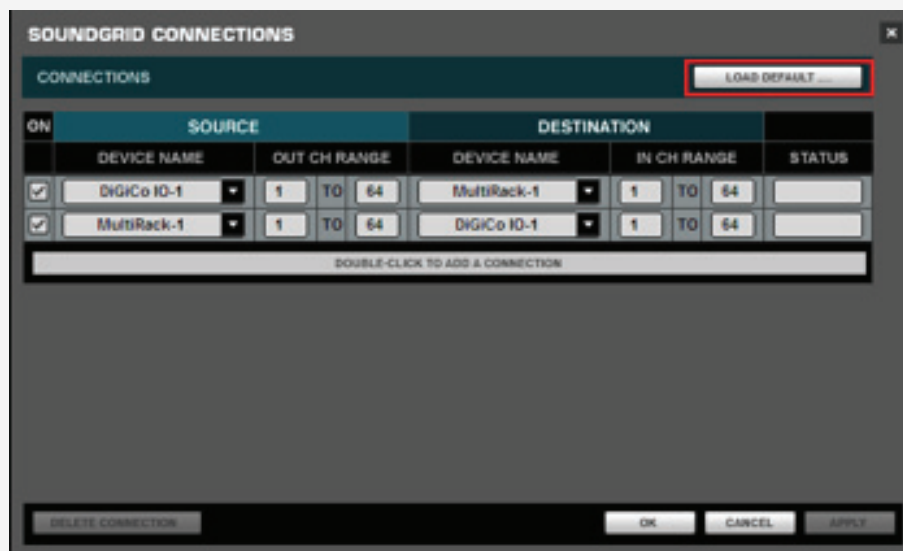 SOUNDGRID CONNECTIONS
CONNECTIONS
LOAD DEFAULT ....
ON SOURCE DESTINATION
DEVICE NAME OUT CH RANGE DEVICE NAME IN CH RANGE STATUS
DiGiCo IO-1 1 TO 64 MultiRack-1 1 TO 64
MultiRack-1 1 TO 64 DiGiCo IO-1 1 TO 64
DOUBLE-CLICK TO ADD A CONNECTION
DELETE CONNECTION OK CANCEL APPLY